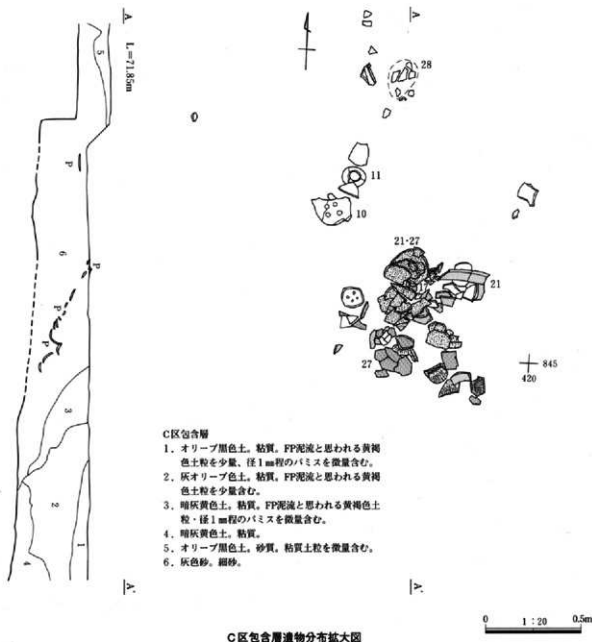 A
A
L=71.85m
5
28
P
11
10
6
P
21・27
21
P
P
27
845
420
3
C区包含層
1．オリーブ黒色土。粘質。FP泥流と思われる黄褐
色土粒を少量、径1㎜程のパミスを微量含む。
2．灰オリーブ色土。粘質。FP泥流と思われる黄褐
色土粒を少量含む。
3．暗灰黄色土。粘質。FP泥流と思われる黄褐色土
粒・径1㎜程のパミスを微量含む。
4．暗灰黄色土。粘質。
5．オリーブ黒色土。砂質。粘質土粒を微量含む。
6．灰色砂。細砂。
2
1
4
A'
A'
0 1：20 0.5m
C区包含層遺物分布拡大図